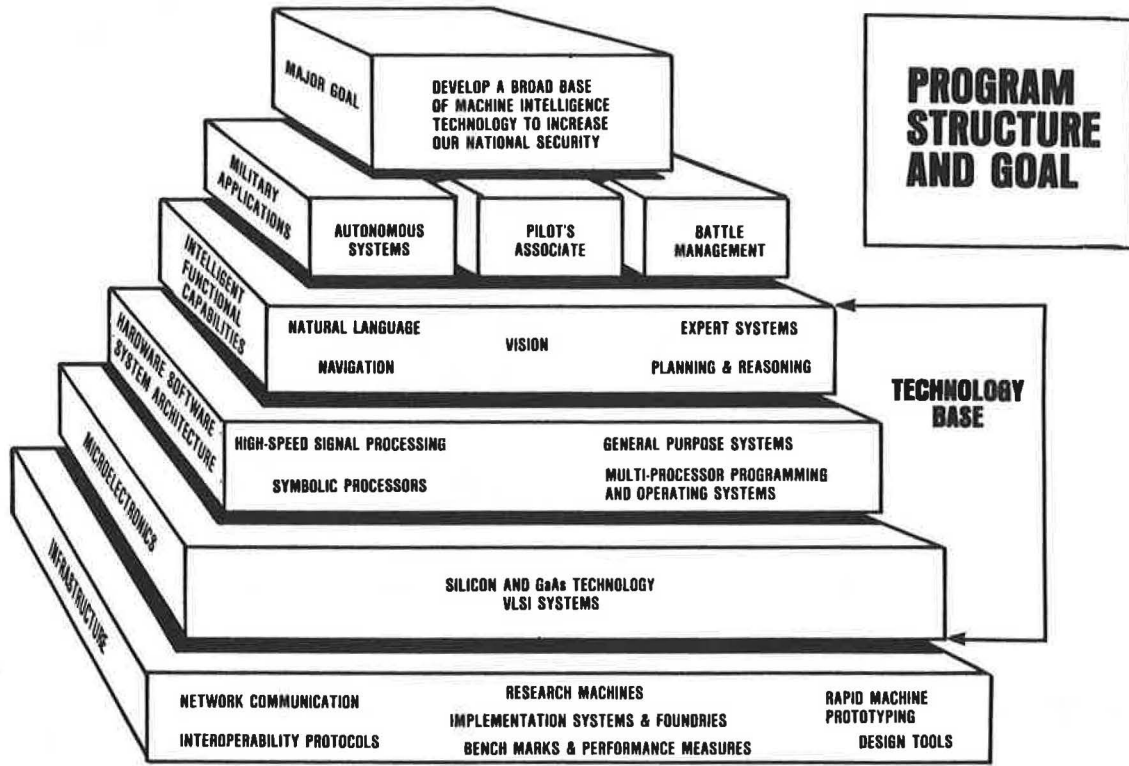 PROGRAM
STRUCTURE
AND GOAL
MAJOR GOAL
DEVELOP A BROAD BASE
OF MACHINE INTELLIGENCE
TECHNOLOGY TO INCREASE
OUR NATIONAL SECURITY
MILITARY
APPLICATIONS
AUTONOMOUS
SYSTEMS
PILOT'S
ASSOCIATE
BATTLE
MANAGEMENT
INTELLIGENT
FUNCTIONAL
CAPABILITIES
NATURAL LANGUAGE
VISION
EXPERT SYSTEMS
NAVIGATION
PLANNING & REASONING
TECHNOLOGY
BASE
HARDWARE SOFTWARE
SYSTEM ARCHITECTURE
HIGH-SPEED SIGNAL PROCESSING
GENERAL PURPOSE SYSTEMS
SYMBOLIC PROCESSORS
MULTI-PROCESSOR PROGRAMMING
AND OPERATING SYSTEMS
MICROELECTRONICS
SILICON AND GaAs TECHNOLOGY
VLSI SYSTEMS
INFRASTRUCTURE
NETWORK COMMUNICATION
RESEARCH MACHINES
RAPID MACHINE
PROTOTYPING
IMPLEMENTATION SYSTEMS & FOUNDRIES
INTEROPERABILITY PROTOCOLS
BENCH MARKS & PERFORMANCE MEASURES
DESIGN TOOLS